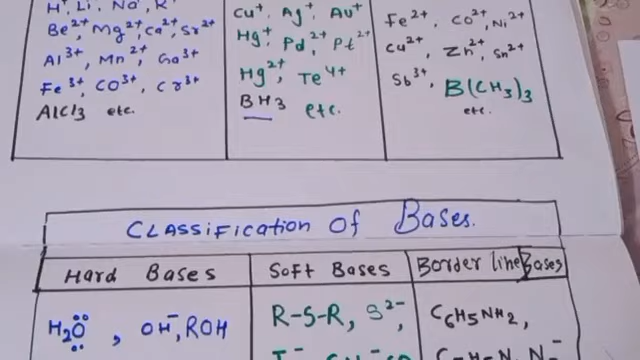 H⁺, Li⁺, Na⁺, K⁺
Be²⁺, Mg²⁺, Ca²⁺, Sr²⁺
Al³⁺, Mn²⁺, Ga³⁺
Fe³⁺, CO³⁺, Cr³⁺
AlCl3 etc.
Cu⁺, Ag⁺, Au⁺
Hg⁺, Pd²⁺, Pt²⁺
Hg²⁺, Te⁴⁺
BH3 etc.
Fe²⁺, CO²⁺, Ni²⁺
Cu²⁺, Zn²⁺, Sn²⁺
Sb³⁺, B(CH3)3
etc.
CLASSIFICATION OF Bases.
Hard Bases
Soft Bases
Border line Bases
H2O, OH⁻, ROH
R-S-R, S²⁻,
C6H5NH2,